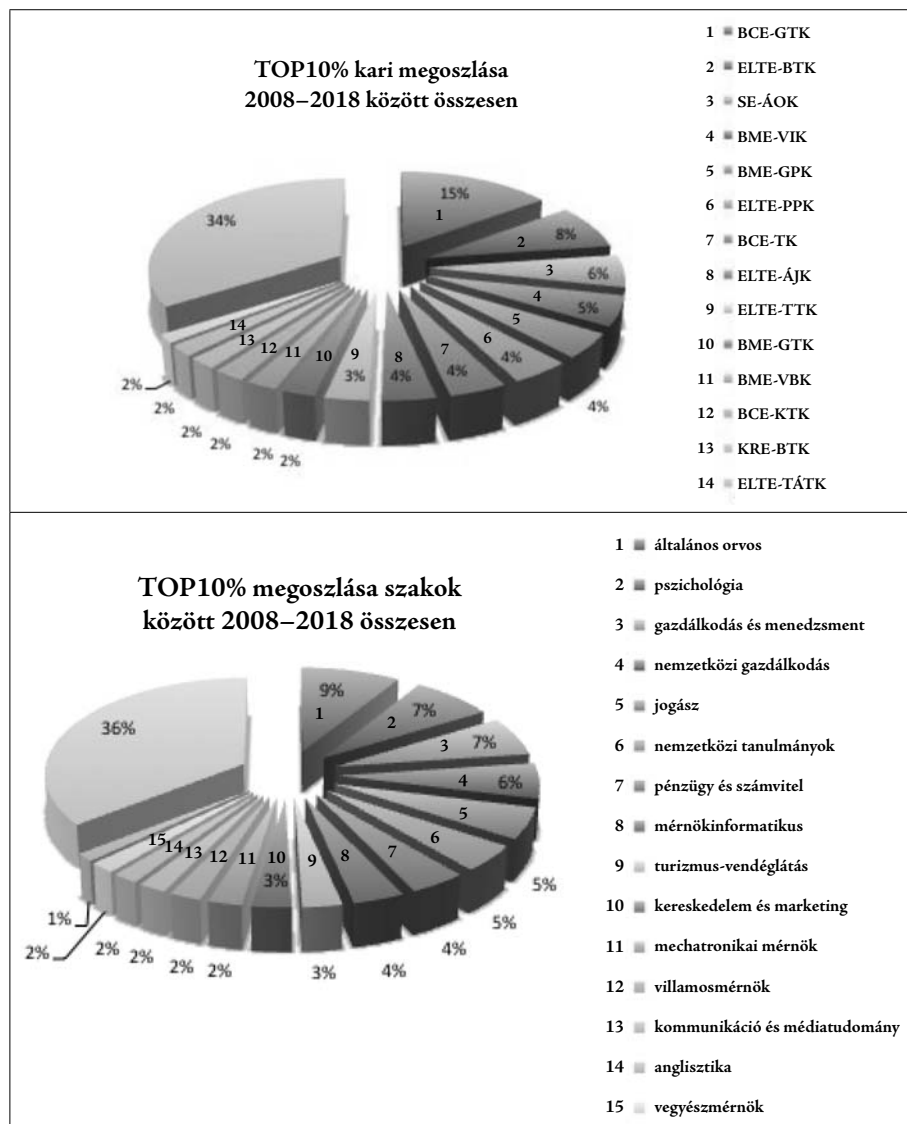 TOP10% kari megoszlása
2008–2018 között összesen
15%
1
2
8%
3
6%
4
5%
5
4%
6
4%
7
4%
8
4%
9
3%
10
2%
11
2%
12
2%
13
2%
14
2%
2%
34%
1 BCE-GTK
2 ELTE-BTK
3 SE-ÁOK
4 BME-VIK
5 BME-GPK
6 ELTE-PPK
7 BCE-TK
8 ELTE-ÁJK
9 ELTE-TTK
10 BME-GTK
11 BME-VBK
12 BCE-KTK
13 KRE-BTK
14 ELTE-TÁTK
TOP10% megoszlása szakok
között 2008–2018 összesen
9%
1
2
7%
3
7%
4
6%
5
5%
6
5%
7
4%
8
4%
9
3%
10
3%
11
2%
12
2%
13
2%
14
2%
15
2%
1%
36%
1 általános orvos
2 pszichológia
3 gazdálkodás és menedzsment
4 nemzetközi gazdálkodás
5 jogász
6 nemzetközi tanulmányok
7 pénzügy és számvitel
8 mérnökinformatikus
9 turizmus-vendéglátás
10 kereskedelem és marketing
11 mechatronikai mérnök
12 villamosmérnök
13 kommunikáció és médiatudomány
14 anglisztika
15 vegyészmérnök